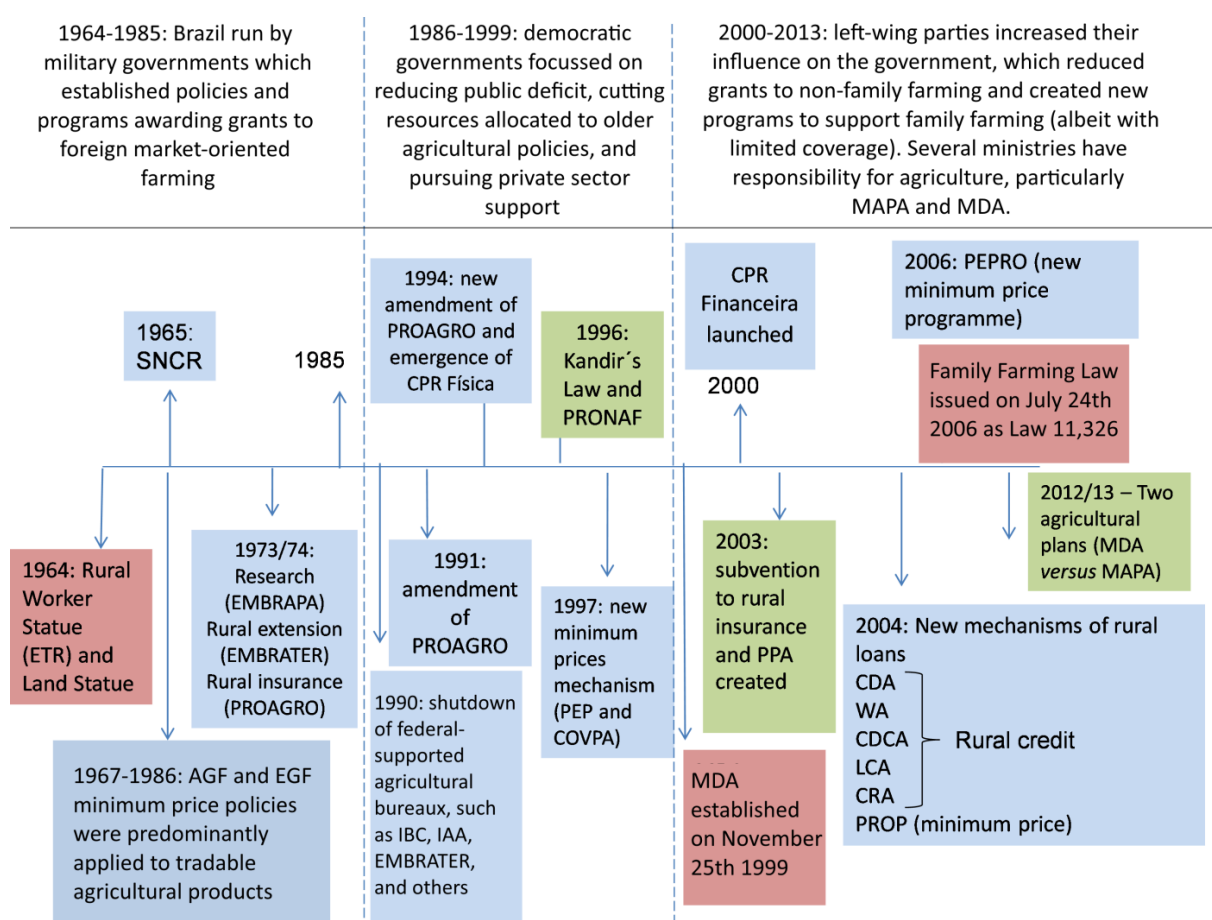 1964-1985: Brazil run by
military governments which
established policies and
programs awarding grants to
foreign market-oriented
farming
1986-1999: democratic
governments focussed on
reducing public deficit, cutting
resources allocated to older
agricultural policies, and
pursuing private sector
support
2000-2013: left-wing parties increased their
influence on the government, which reduced
grants to non-family farming and created new
programs to support family farming (albeit with
limited coverage). Several ministries have
responsibility for agriculture, particularly
MAPA and MDA.
1965:
SNCR
1985
1994: new
amendment of
PROAGRO and
emergence of
CPR Física
1996:
Kandir´s
Law and
PRONAF
CPR
Financeira
launched
2000
2006: PEPRO (new
minimum price
programme)
Family Farming Law
issued on July 24th
2006 as Law 11,326
1964: Rural
Worker
Statue
(ETR) and
Land Statue
1973/74:
Research
(EMBRAPA)
Rural extension
(EMBRATER)
Rural insurance
(PROAGRO)
1991:
amendment
of
PROAGRO
1997: new
minimum
prices
mechanism
(PEP and
COVPA)
2003:
subvention
to rural
insurance
and PPA
created
2012/13 – Two
agricultural
plans (MDA
versus MAPA)
1967-1986: AGF and EGF
minimum price policies
were predominantly
applied to tradable
agricultural products
1990: shutdown
of federal-
supported
agricultural
bureaux, such
as IBC, IAA,
EMBRATER,
and others
MDA
established
on November
25th 1999
2004: New mechanisms of rural
loans
CDA
WA
CDCA
LCA
CRA
Rural credit
PROP (minimum price)